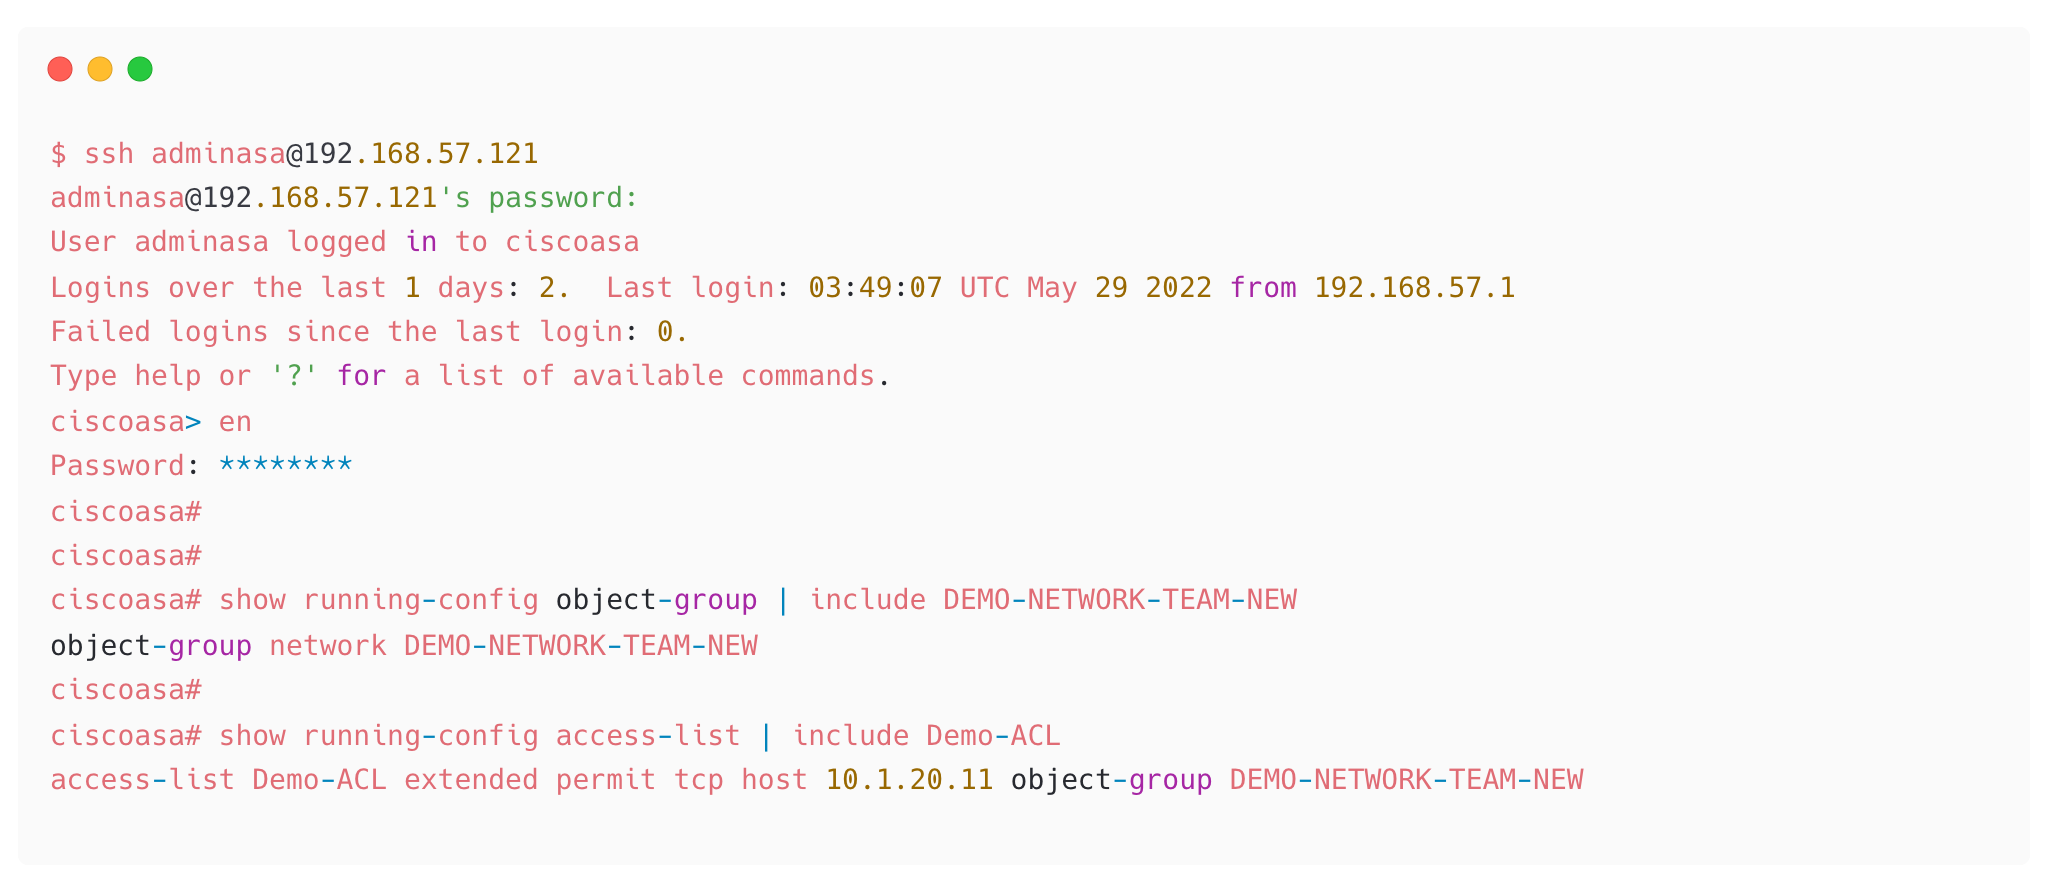 $ ssh adminasa@192.168.57.121
adminasa@192.168.57.121's password:
User adminasa logged in to ciscoasa
Logins over the last 1 days: 2.  Last login: 03:49:07 UTC May 29 2022 from 192.168.57.1
Failed logins since the last login: 0.
Type help or '?' for a list of available commands.
ciscoasa> en
Password: ********
ciscoasa#
ciscoasa#
ciscoasa# show running-config object-group | include DEMO-NETWORK-TEAM-NEW
object-group network DEMO-NETWORK-TEAM-NEW
ciscoasa#
ciscoasa# show running-config access-list | include Demo-ACL
access-list Demo-ACL extended permit tcp host 10.1.20.11 object-group DEMO-NETWORK-TEAM-NEW